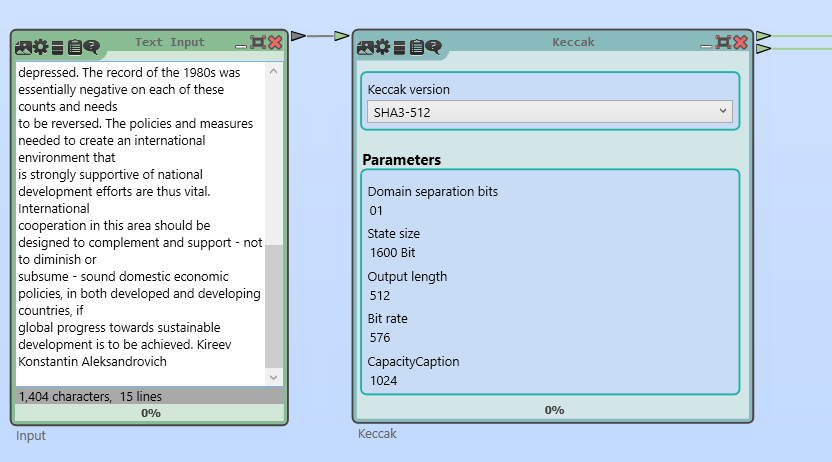 Text Input
depressed. The record of the 1980s was
essentially negative on each of these
counts and needs
to be reversed. The policies and measures
needed to create an international
environment that
is strongly supportive of national
development efforts are thus vital.
International
cooperation in this area should be
designed to complement and support - not
to diminish or
subsume - sound domestic economic
policies, in both developed and developing
countries, if
global progress towards sustainable
development is to be achieved. Kireev
Konstantin Aleksandrovich
1,404 characters, 15 lines
0%
Input
Keccak
Keccak version
SHA3-512
Parameters
Domain separation bits
01
State size
1600 Bit
Output length
512
Bit rate
576
CapacityCaption
1024
0%
Keccak